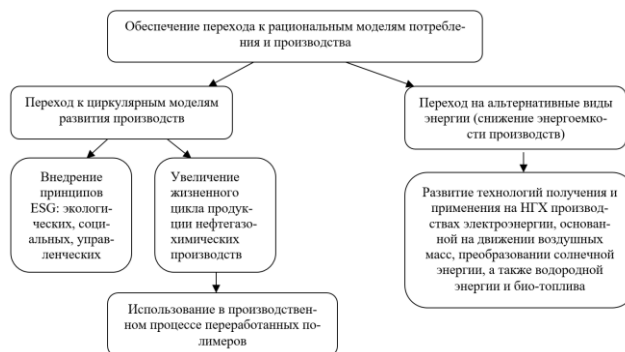 Обеспечение перехода к рациональным моделям потребле-
ния и производства
Переход к циркулярным моделям
развития производств
Переход на альтернативные виды
энергии (снижение энергоемко-
сти производств)
Внедрение
принципов
ESG: экологи-
ческих, соци-
альных, управ-
ленческих
Увеличение
жизненного
цикла продук-
ции нефтегазо-
химических
производств
Развитие технологий получения и
применения на НГХ производ-
ствах электроэнергии, основан-
ной на движении воздушных
масс, преобразовании солнечной
энергии, а также водородной
энергии и био-топлива
Использование в производствен-
ном процессе переработанных по-
лимеров